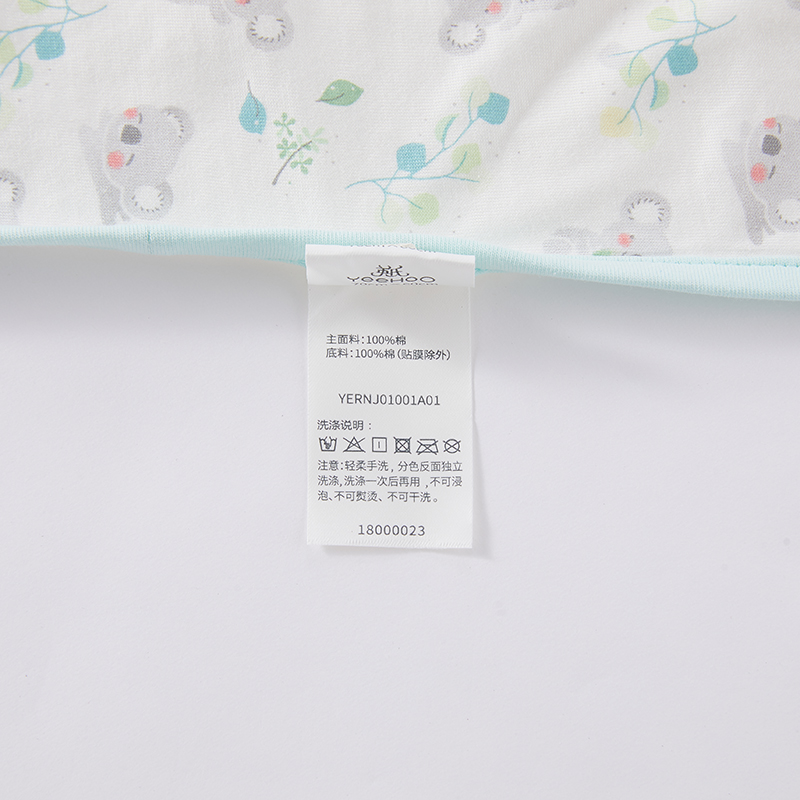 YeeHoO
主面料:100%棉
底料:100%棉(贴膜除外)
YERNJ01001A01
洗涤说明:
注意:轻柔手洗,分色反面独立
洗涤,洗涤一次后再用,不可浸
泡、不可熨烫、不可干洗。
18000023